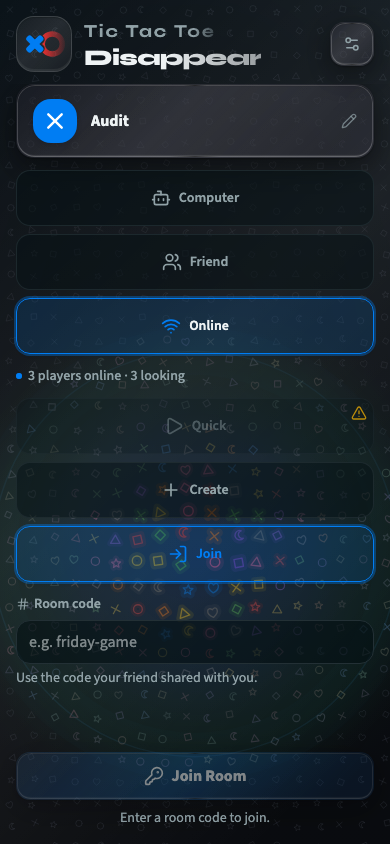 Tic Tac Toe
Disappear
Audit
Computer
Friend
Online
3 players online · 3 looking
Quick
Create
Join
# Room code
e.g. friday-game
Use the code your friend shared with you.
Join Room
Enter a room code to join.